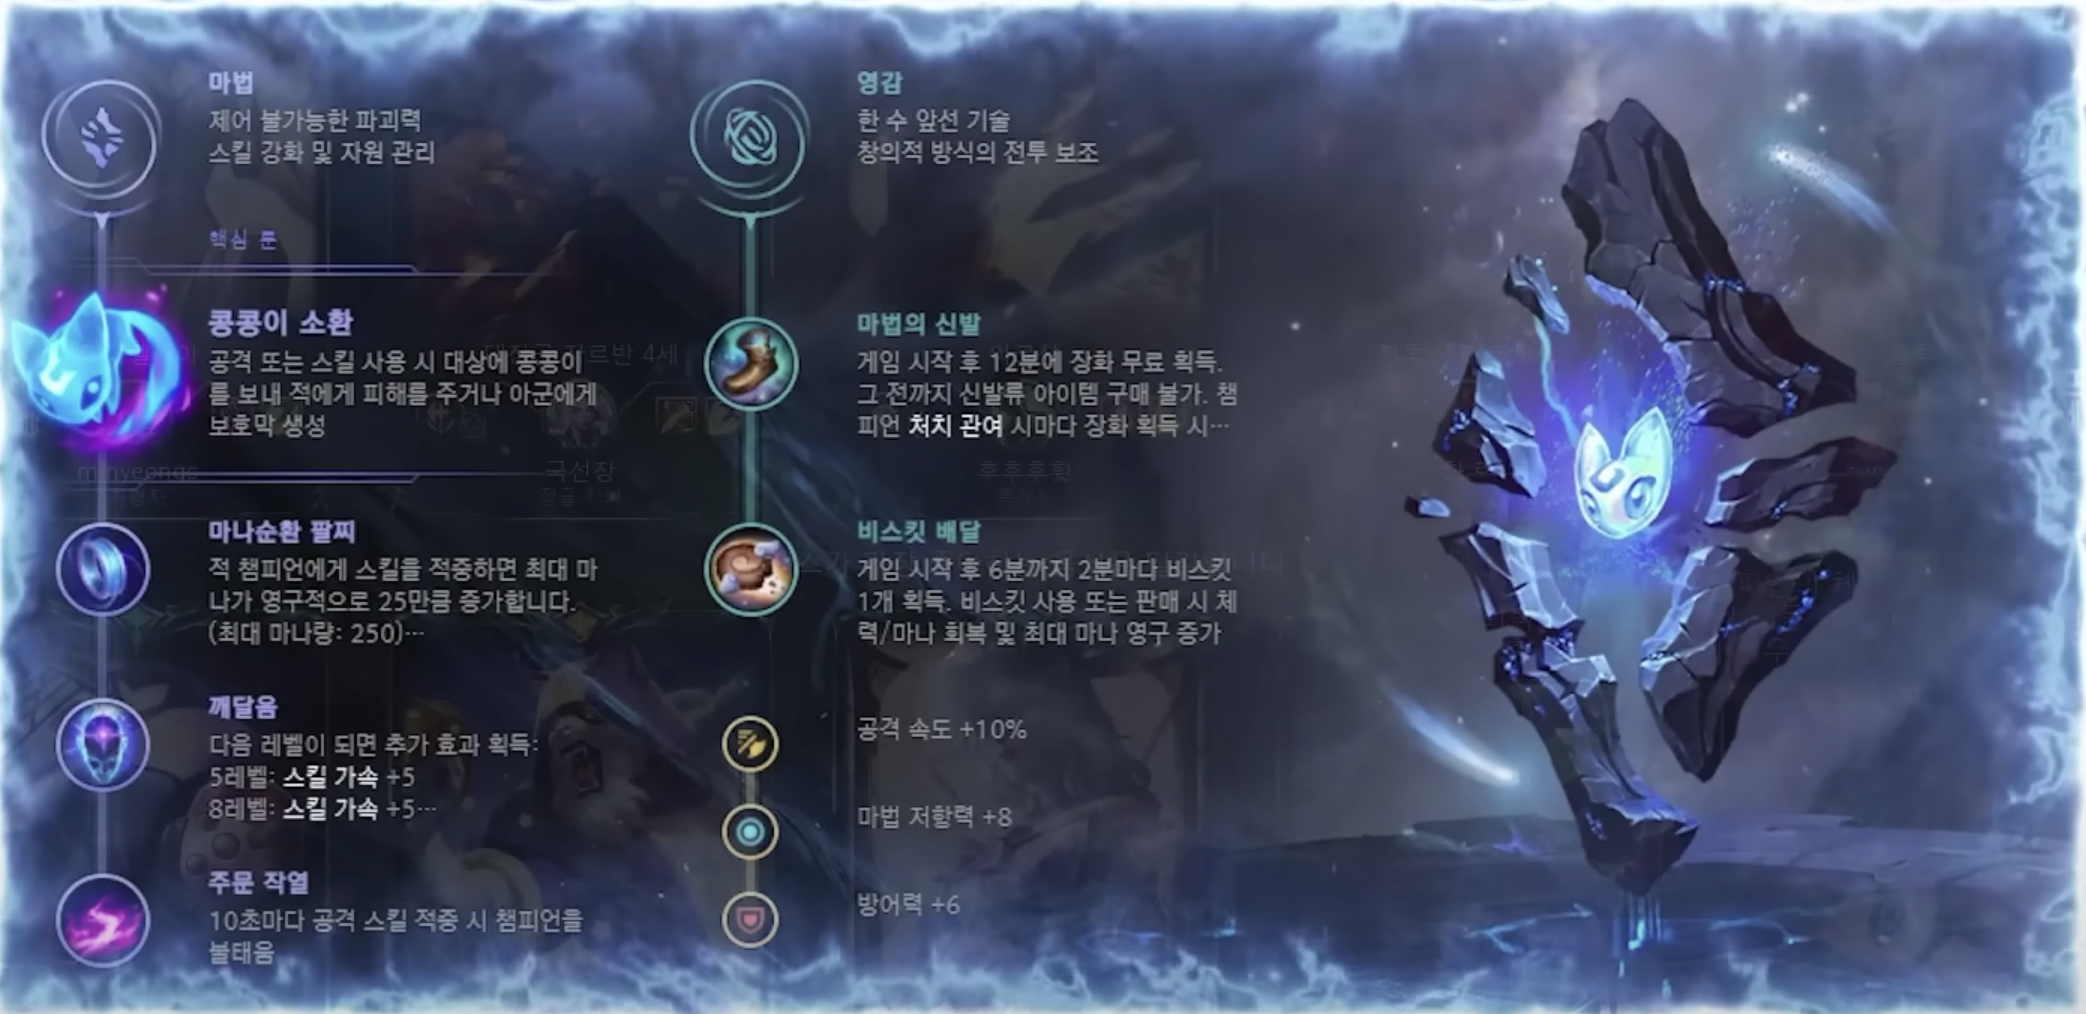 마법
제어 불가능한 파괴력
스킬 강화 및 자원 관리
핵심 룬
콩콩이 소환
공격 또는 스킬 사용 시 대상에 콩콩이
를 보내 적에게 피해를 주거나 아군에게
보호막 생성
minyeongs
국선장
마나순환 팔찌
적 챔피언에게 스킬을 적중하면 최대 마
나가 영구적으로 25만큼 증가합니다.
(최대 마나량: 250)…
깨달음
다음 레벨이 되면 추가 효과 획득:
5레벨: 스킬 가속 +5
8레벨: 스킬 가속 +5…
주문 작열
10초마다 공격 스킬 적중 시 챔피언을
불태움
영감
한 수 앞선 기술
창의적 방식의 전투 보조
마법의 신발
게임 시작 후 12분에 장화 무료 획득.
그 전까지 신발류 아이템 구매 불가. 챔
피언 처치 관여 시마다 장화 획득 시…
후후후휫
비스킷 배달
게임 시작 후 6분까지 2분마다 비스킷
1개 획득. 비스킷 사용 또는 판매 시 체
력/마나 회복 및 최대 마나 영구 증가
공격 속도 +10%
마법 저항력 +8
방어력 +6